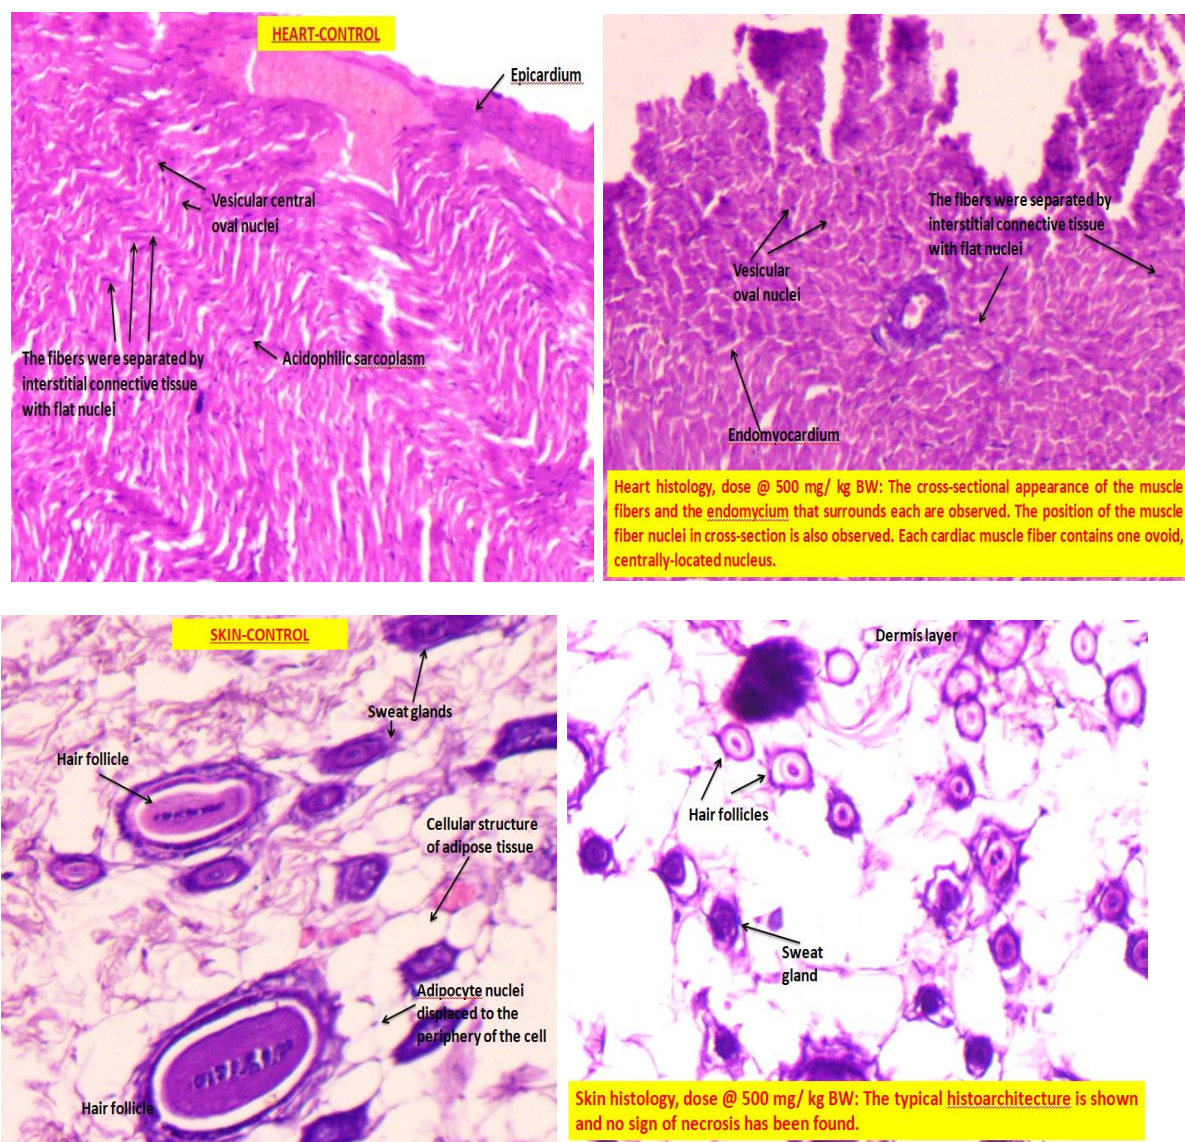 HEART-CONTROL
Epicardium
Vesicular central
oval nuclei
The fibers were separated by
interstitial connective tissue
with flat nuclei
Acidophilic sarcoplasm
The fibers were separated by
interstitial connective tissue
with flat nuclei
Vesicular
oval nuclei
Endomyocardium
Heart histology, dose @ 500 mg/ kg BW: The cross-sectional appearance of the muscle
fibers and the endomycium that surrounds each are observed. The position of the muscle
fiber nuclei in cross-section is also observed. Each cardiac muscle fiber contains one ovoid,
centrally-located nucleus.
SKIN-CONTROL
Sweat glands
Hair follicle
Cellular structure
of adipose tissue
Adipocyte nuclei
displaced to the
periphery of the cell
Hair follicle
Dermis layer
Hair follicles
Sweat
gland
Skin histology, dose @ 500 mg/ kg BW: The typical histoarchitecture is shown
and no sign of necrosis has been found.